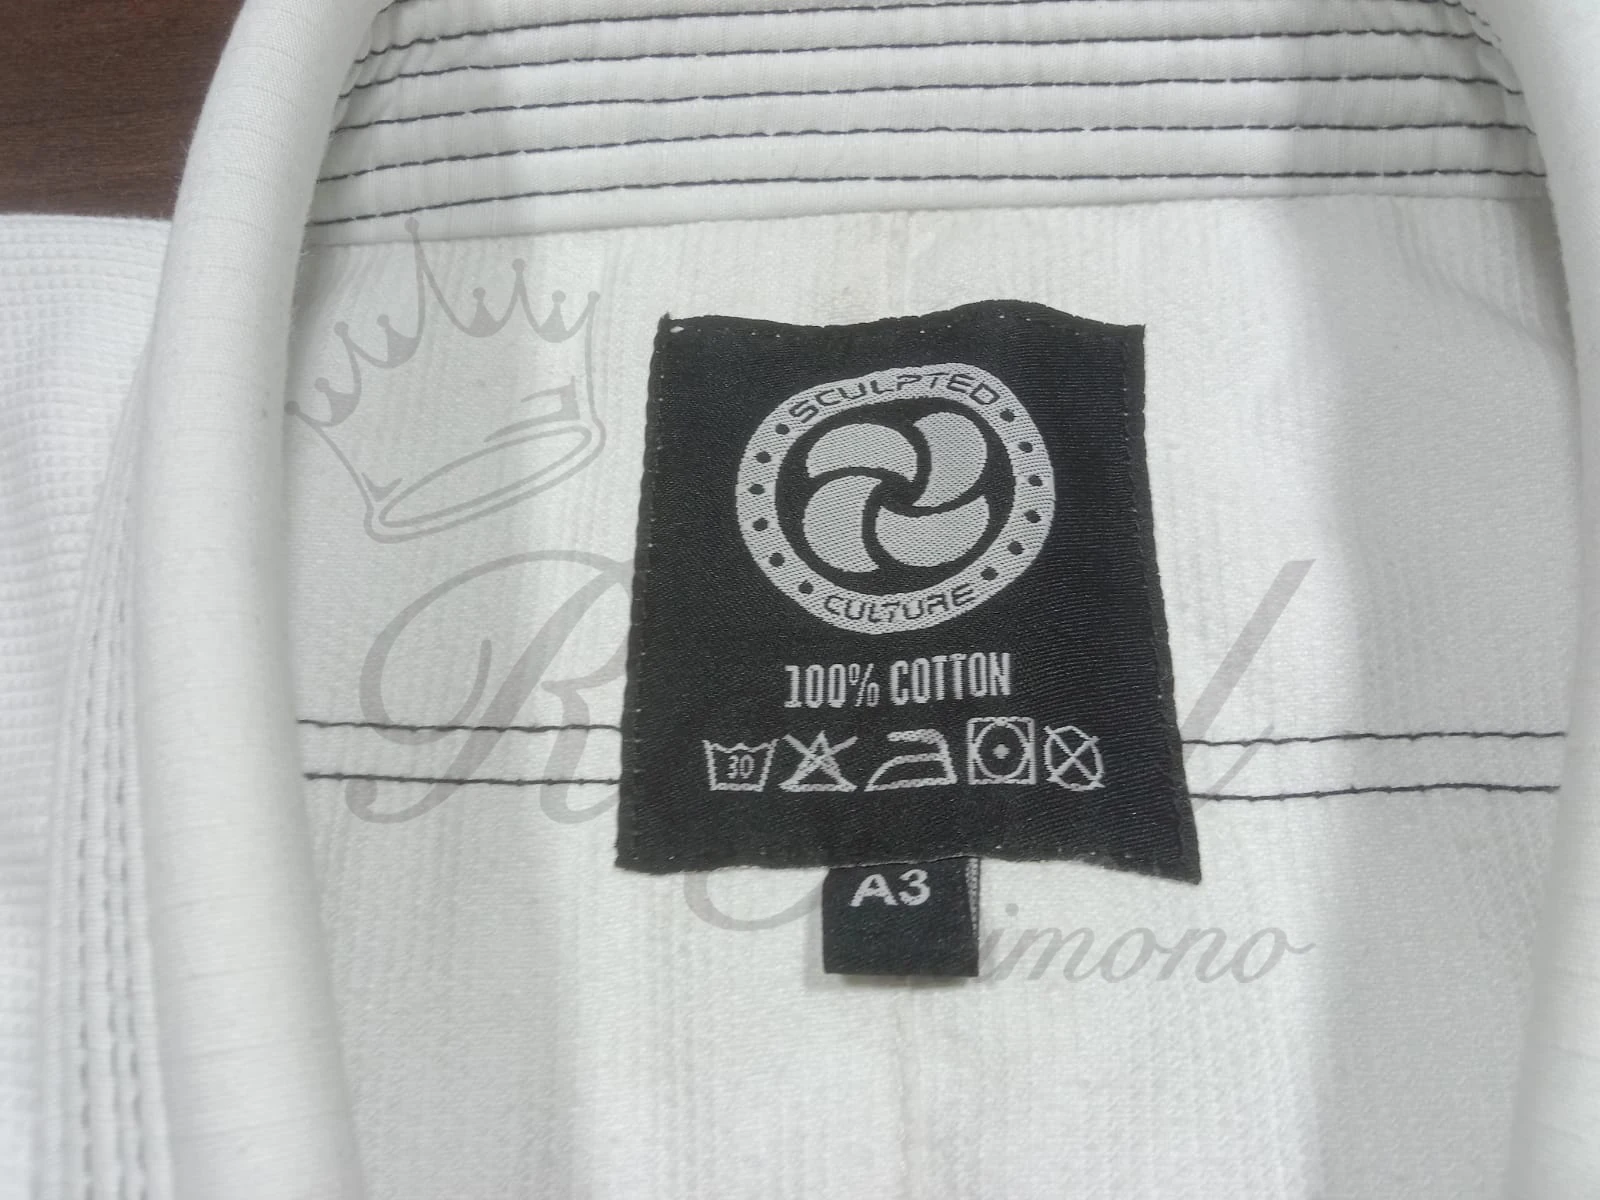 SCULPTED
CULTURE
100% COTTON
30
A3